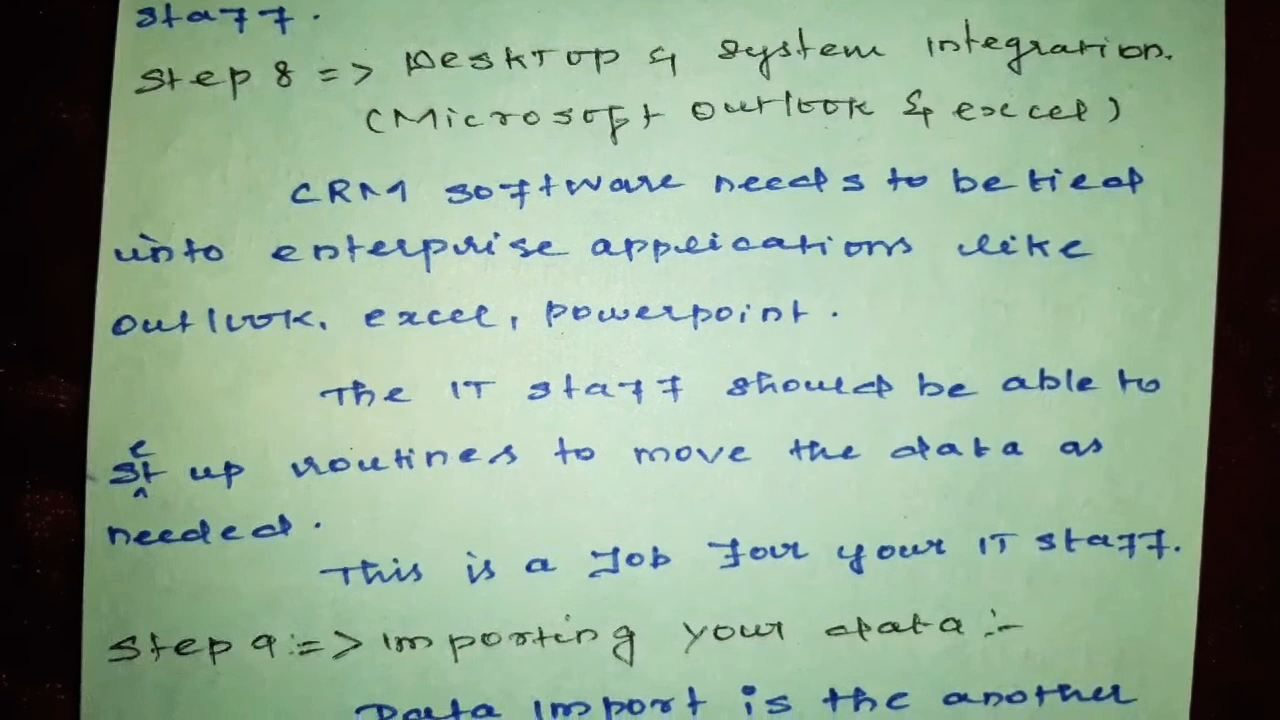 staff.
Step 8 => Desktop & system integration.
(Microsoft outlook & excel)
CRM software needs to be tied
into enterprise applications like
outlook, excel, powerpoint.
The IT staff should be able to
set up routines to move the data as
needed.
This is a Job for your IT staff.
Step 9 :=> importing your data :-
Data import is the another